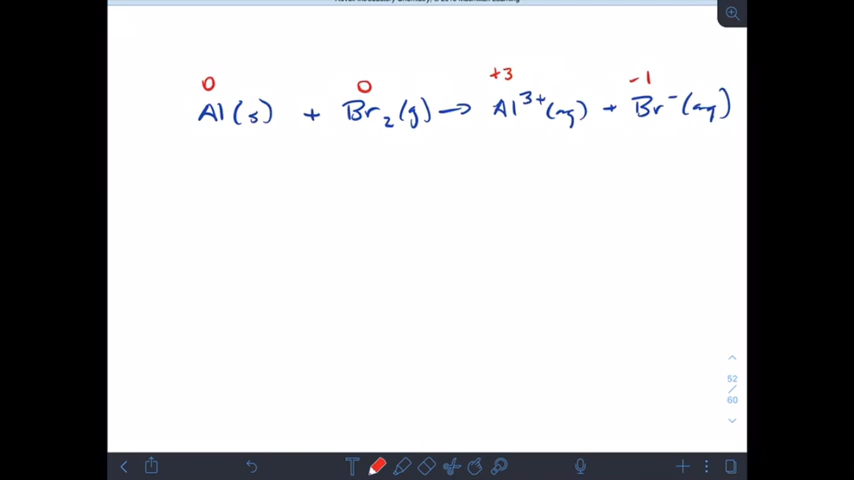 0 0 +3 -1
Al(s) + Br₂(g) → Al³⁺(aq) + Br⁻(aq)
52
/
60
T